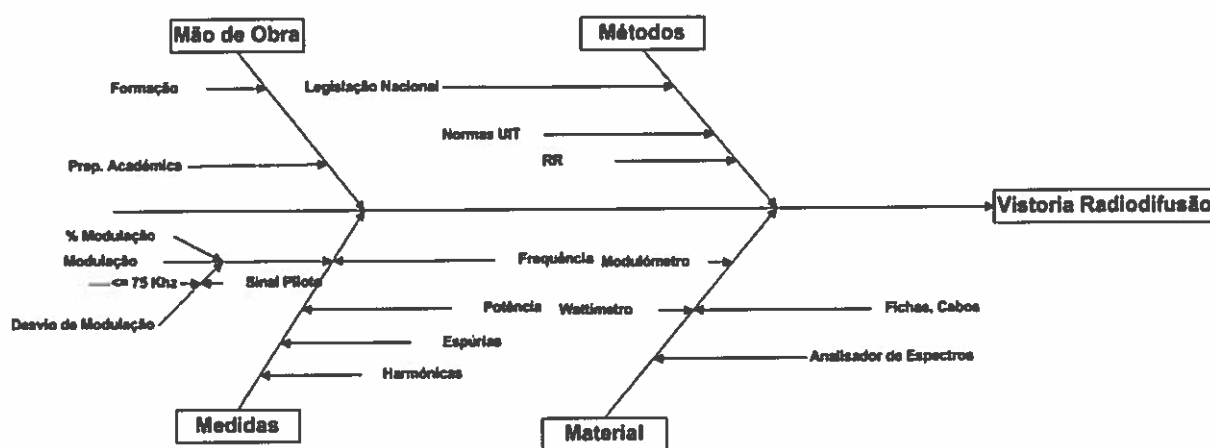 Mão de Obra
Métodos
Formação
Legislação Nacional
Normas UIT
Prep. Académica
RR
Vistoria Radiodifusão
% Modulação
Modulação
Frequência
Modulómetro
<= 75 Khz
Sinal Piloto
Desvio de Modulação
Potência
Wattímetro
Fichas, Cabos
Espúrias
Analisador de Espectros
Harmónicas
Medidas
Material